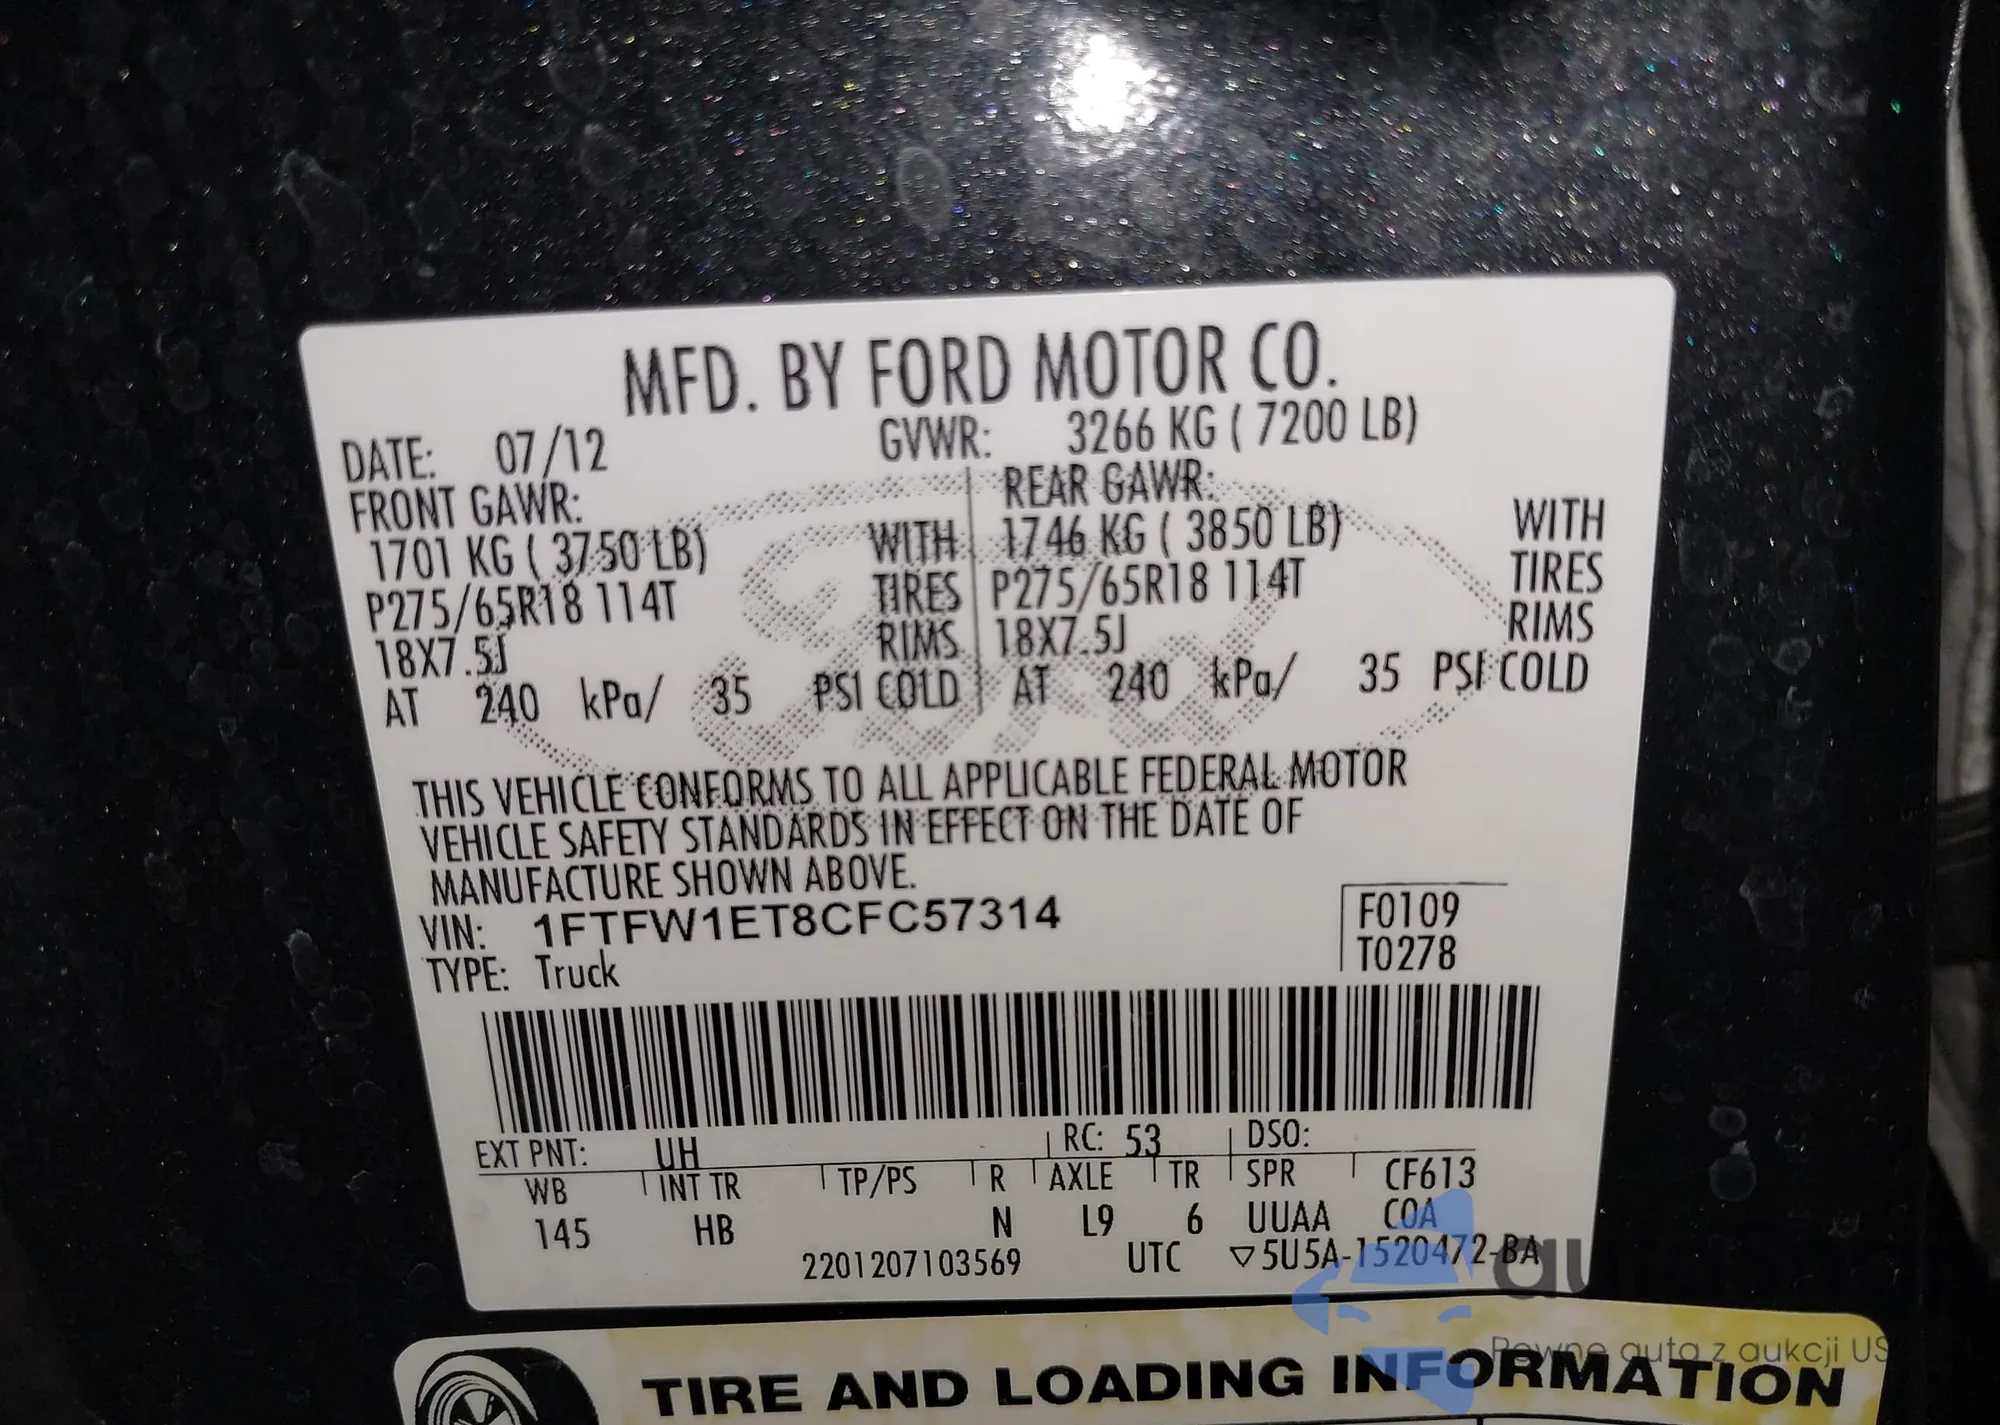 MFD. BY FORD MOTOR CO.
DATE: 07/12 GVWR: 3266 KG ( 7200 LB)
FRONT GAWR: REAR GAWR:
1701 KG ( 3750 LB) WITH 1746 KG ( 3850 LB) WITH
P275/65R18 114T TIRES P275/65R18 114T TIRES
18X7.5J RIMS 18X7.5J RIMS
AT 240 kPa/ 35 PSI COLD AT 240 kPa/ 35 PSI COLD
Ford
THIS VEHICLE CONFORMS TO ALL APPLICABLE FEDERAL MOTOR
VEHICLE SAFETY STANDARDS IN EFFECT ON THE DATE OF
MANUFACTURE SHOWN ABOVE.
VIN: 1FTFW1ET8CFC57314 F0109
TYPE: Truck T0278
EXT PNT: UH RC: 53 DSO:
WB INT TR TP/PS R AXLE TR SPR CF613
145 HB N L9 6 UUAA COA
2201207103569 UTC ▽5U5A-1520472-BA
TIRE AND LOADING INFORMATION
Pewne auta z aukcji US